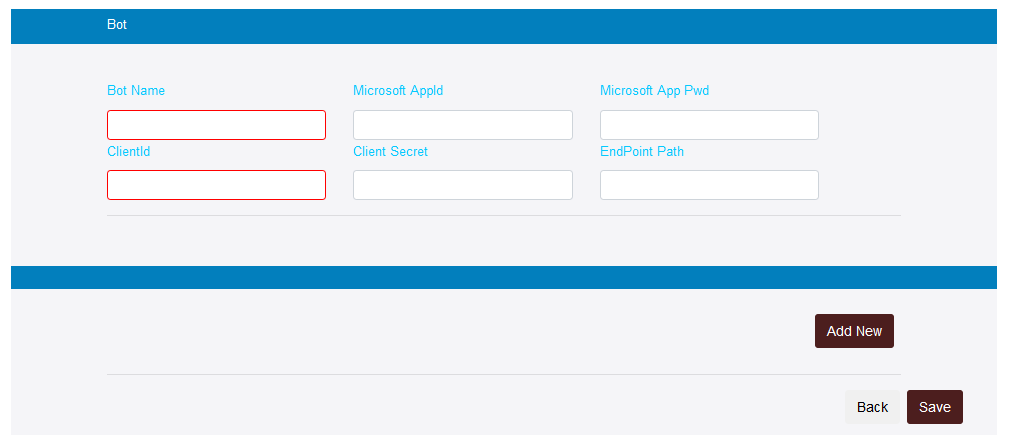 Bot
Bot Name Microsoft AppId Microsoft App Pwd
ClientId Client Secret EndPoint Path
Add New
Back Save